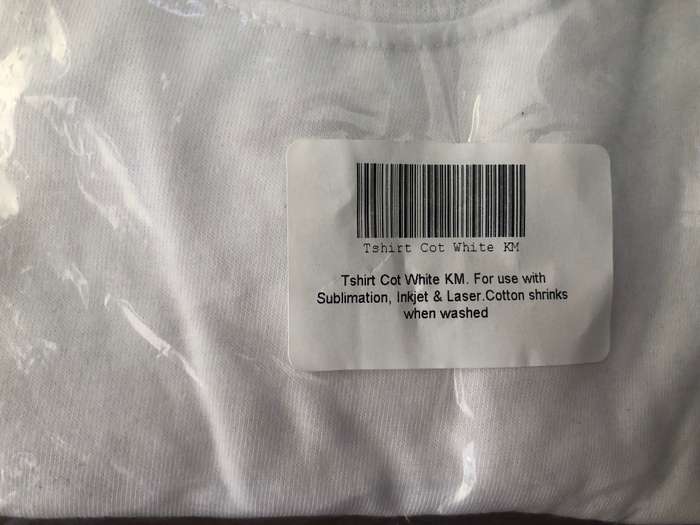 Tshirt Cot White KM
Tshirt Cot White KM. For use with
Sublimation, Inkjet & Laser.Cotton shrinks
when washed